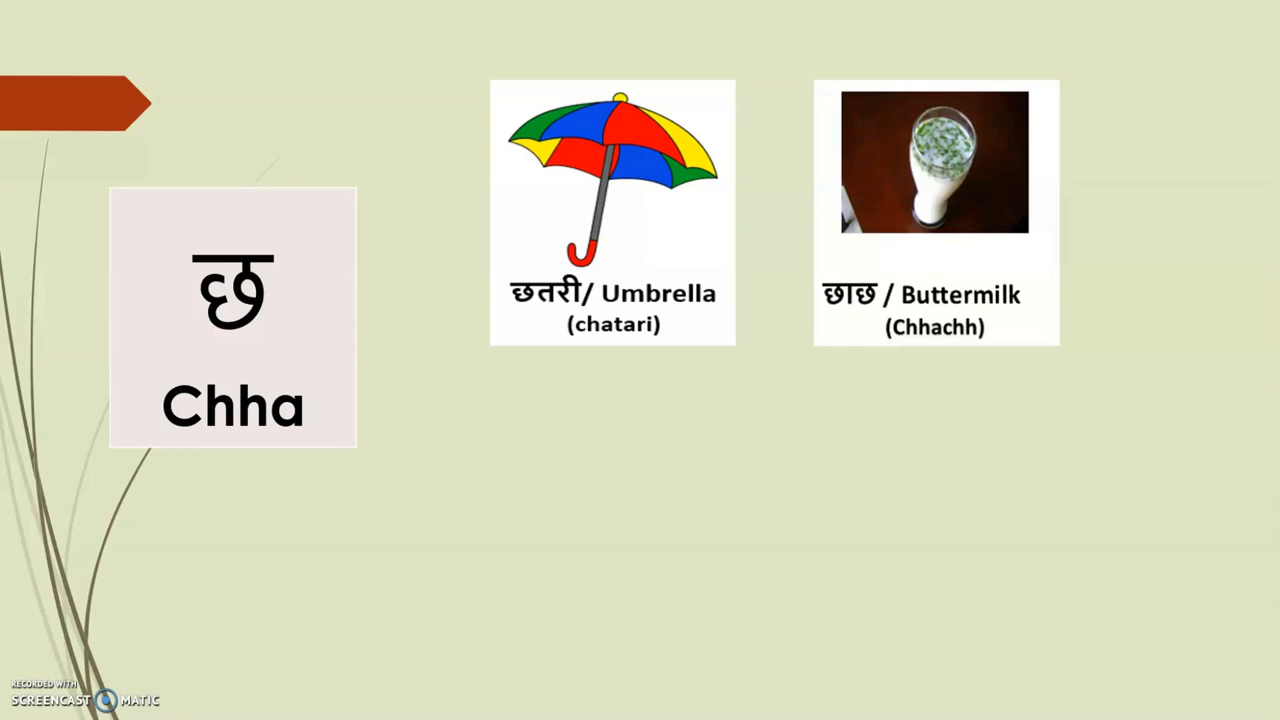 छ
Chha
छतरी/ Umbrella
(chatari)
छाछ / Buttermilk
(Chhachh)
RECORDED WITH
SCREENCAST MATIC